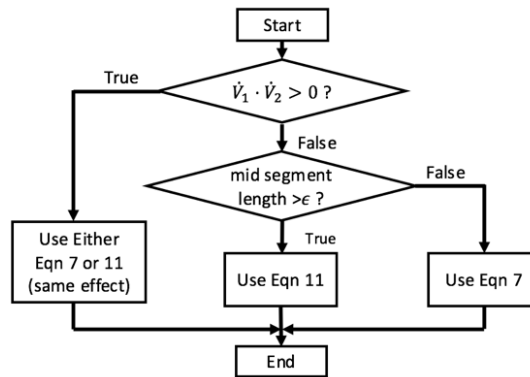 Start
True
V̇₁ · V̇₂ > 0 ?
False
mid segment
length >ϵ ?
False
True
Use Either
Eqn 7 or 11
(same effect)
Use Eqn 11
Use Eqn 7
End